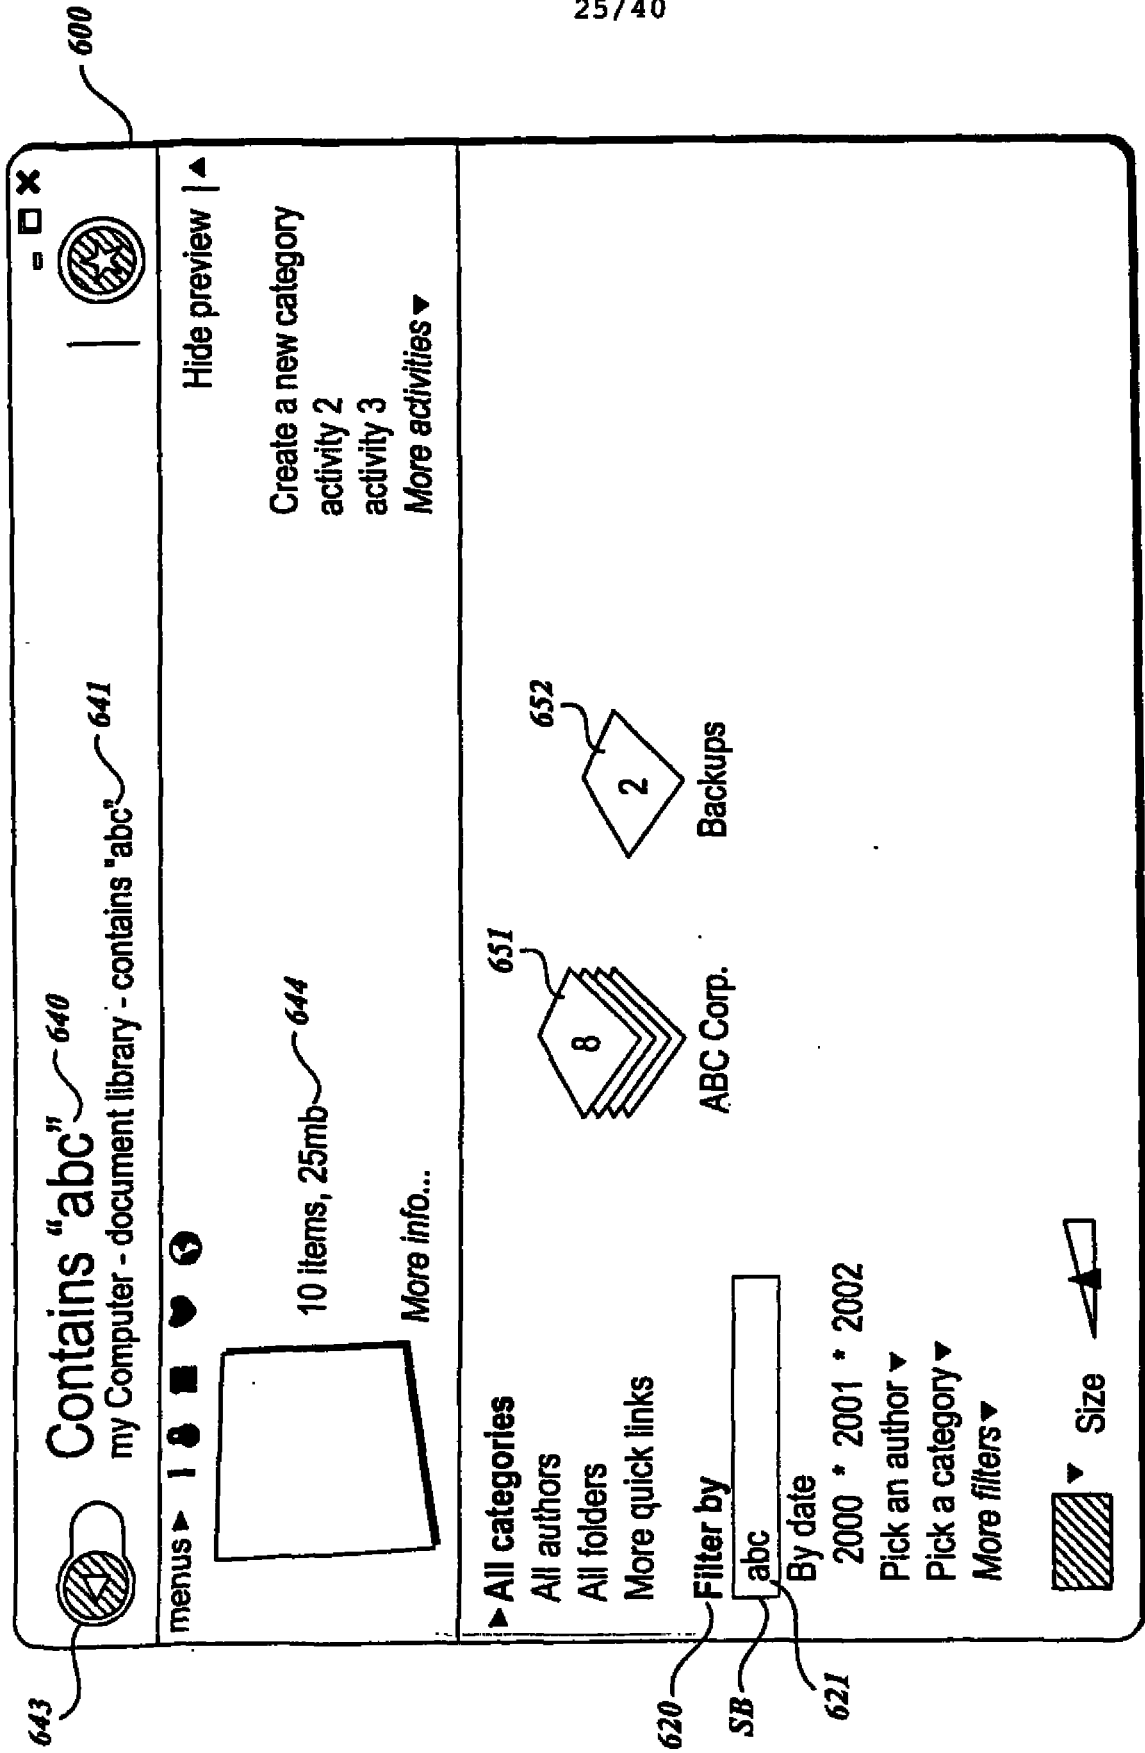 25/40
600
643
Contains "abc"
640
my Computer - document library - contains "abc"
641
menus
Hide preview
10 items, 25mb
644
More info...
Create a new category
activity 2
activity 3
More activities
All categories
All authors
All folders
More quick links
620
Filter by
SB
abc
621
By date
2000 * 2001 * 2002
Pick an author
Pick a category
More filters
Size
651
8
ABC Corp.
652
2
Backups